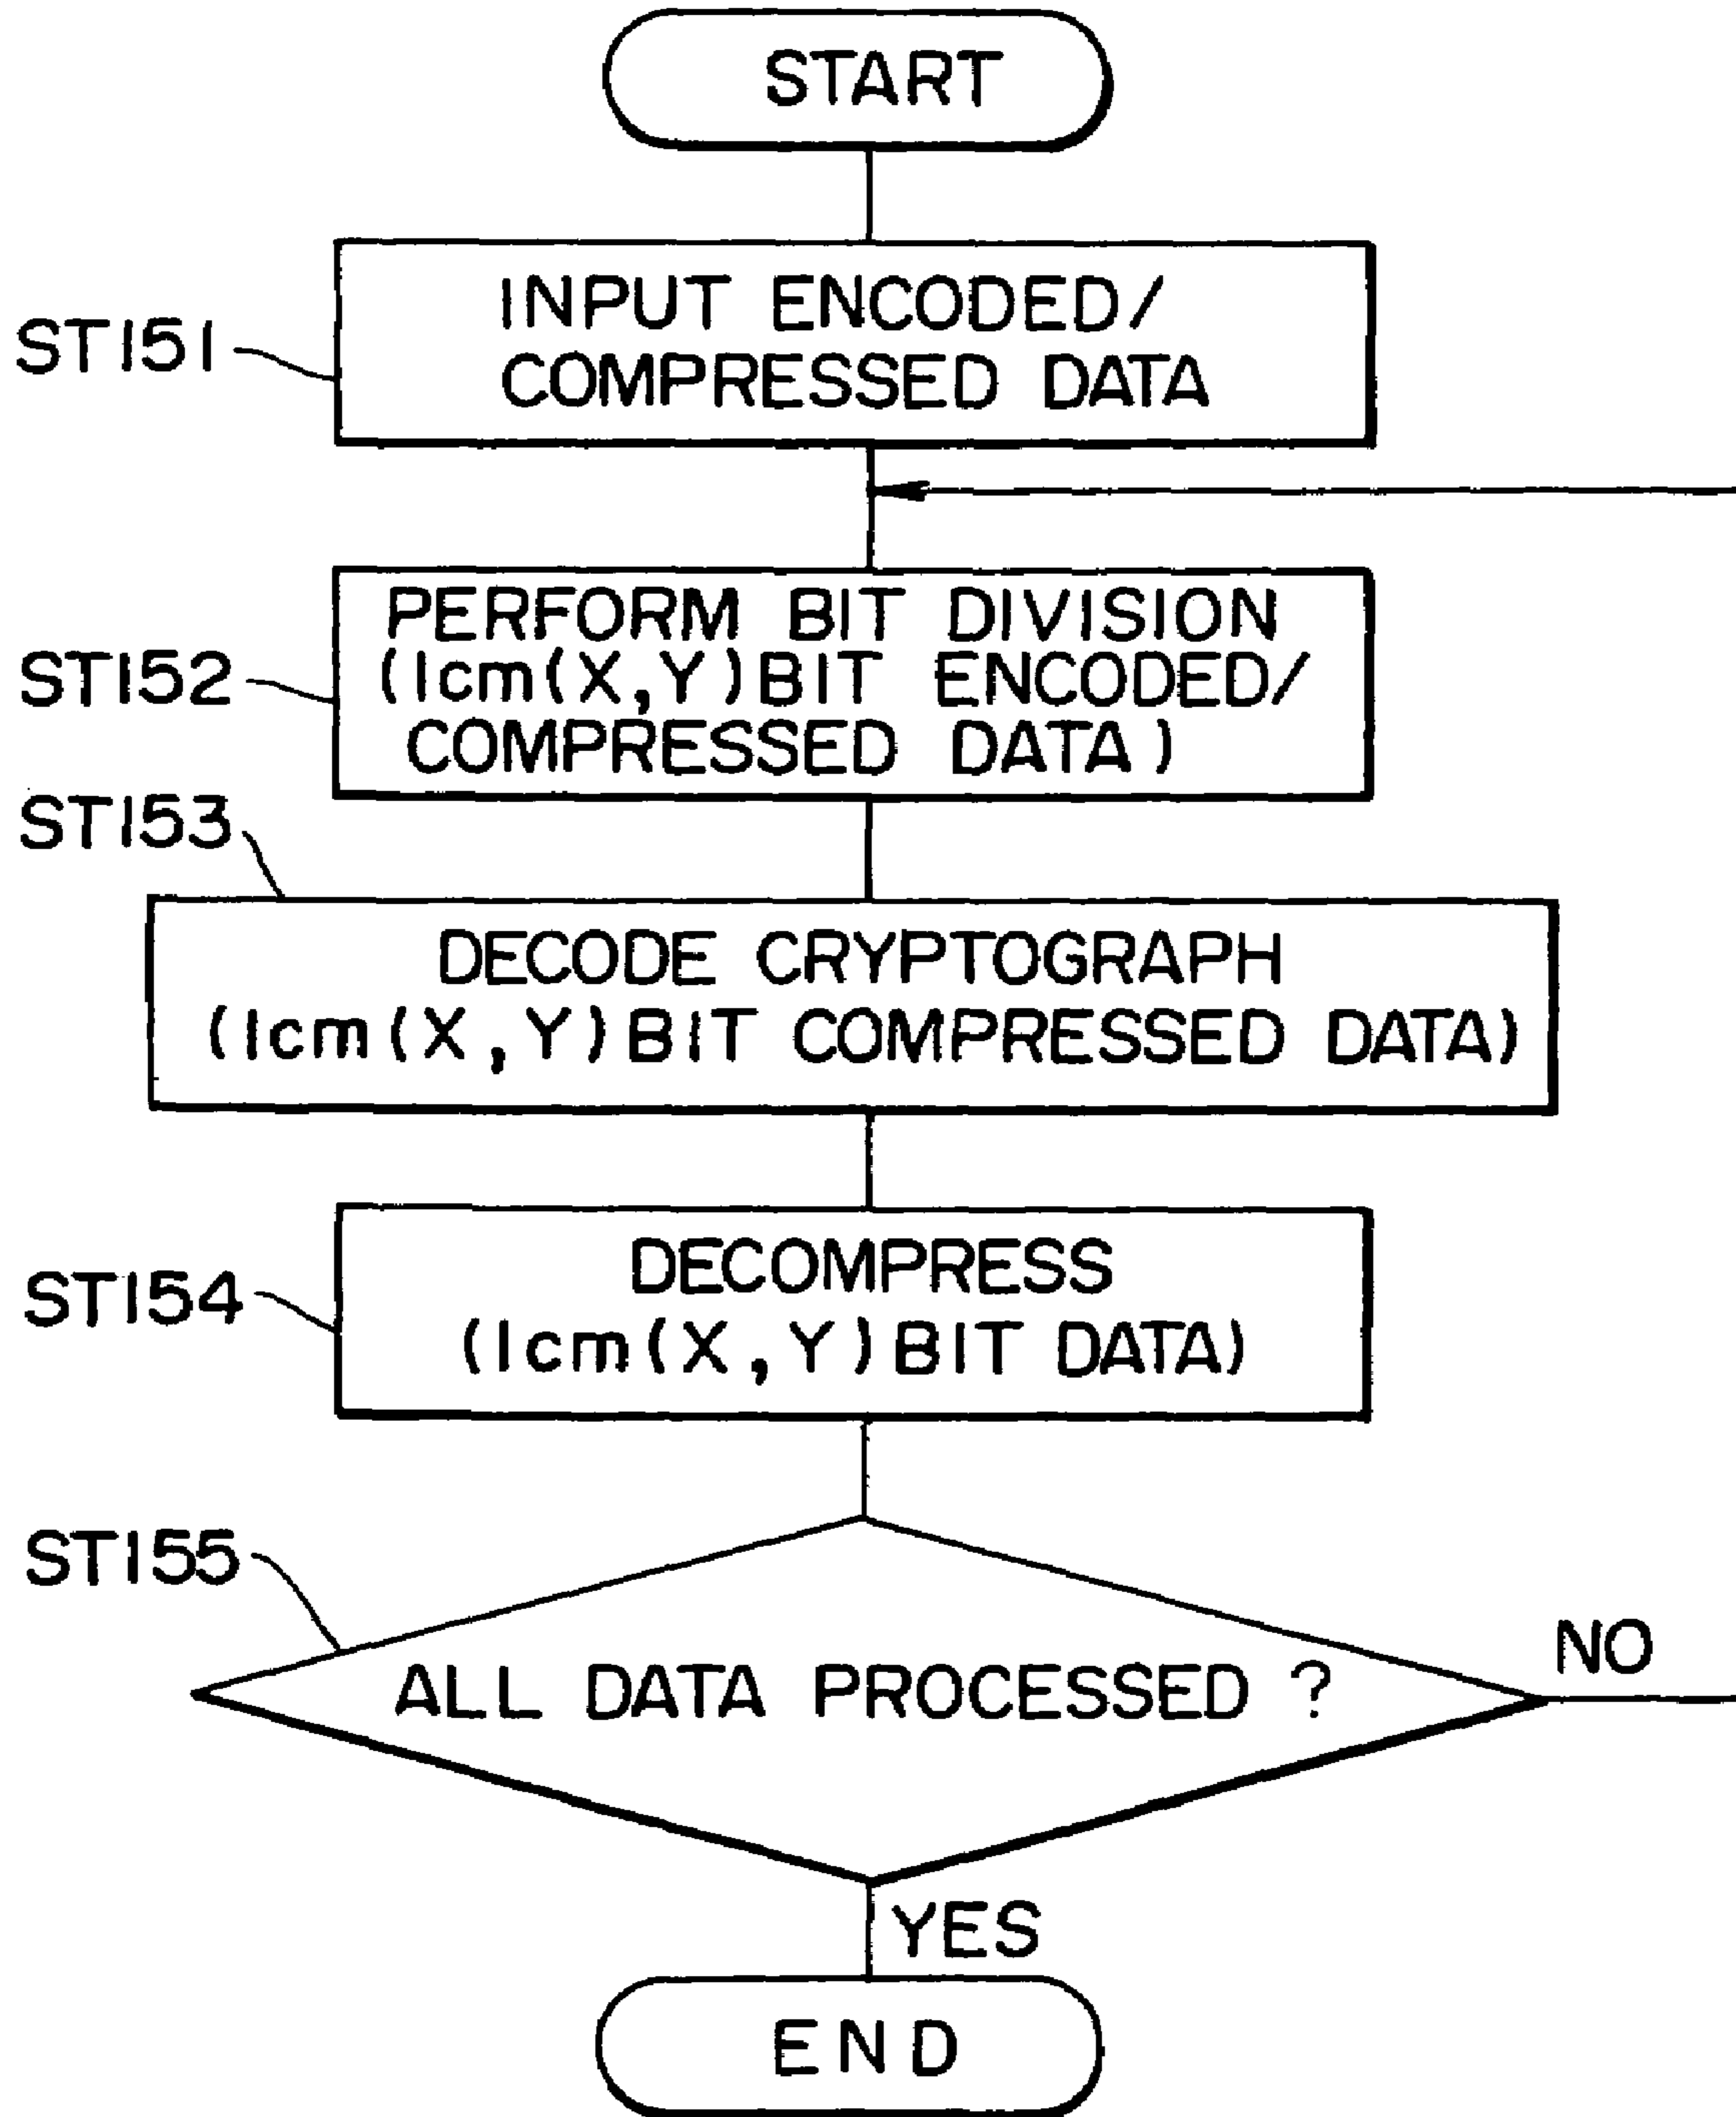 START
INPUT ENCODED/
COMPRESSED DATA
ST151
PERFORM BIT DIVISION
(lcm(X,Y)BIT ENCODED/
COMPRESSED DATA)
ST152
ST153
DECODE CRYPTOGRAPH
(lcm(X,Y)BIT COMPRESSED DATA)
DECOMPRESS
(lcm(X,Y)BIT DATA)
ST154
ST155
ALL DATA PROCESSED ?
NO
YES
END